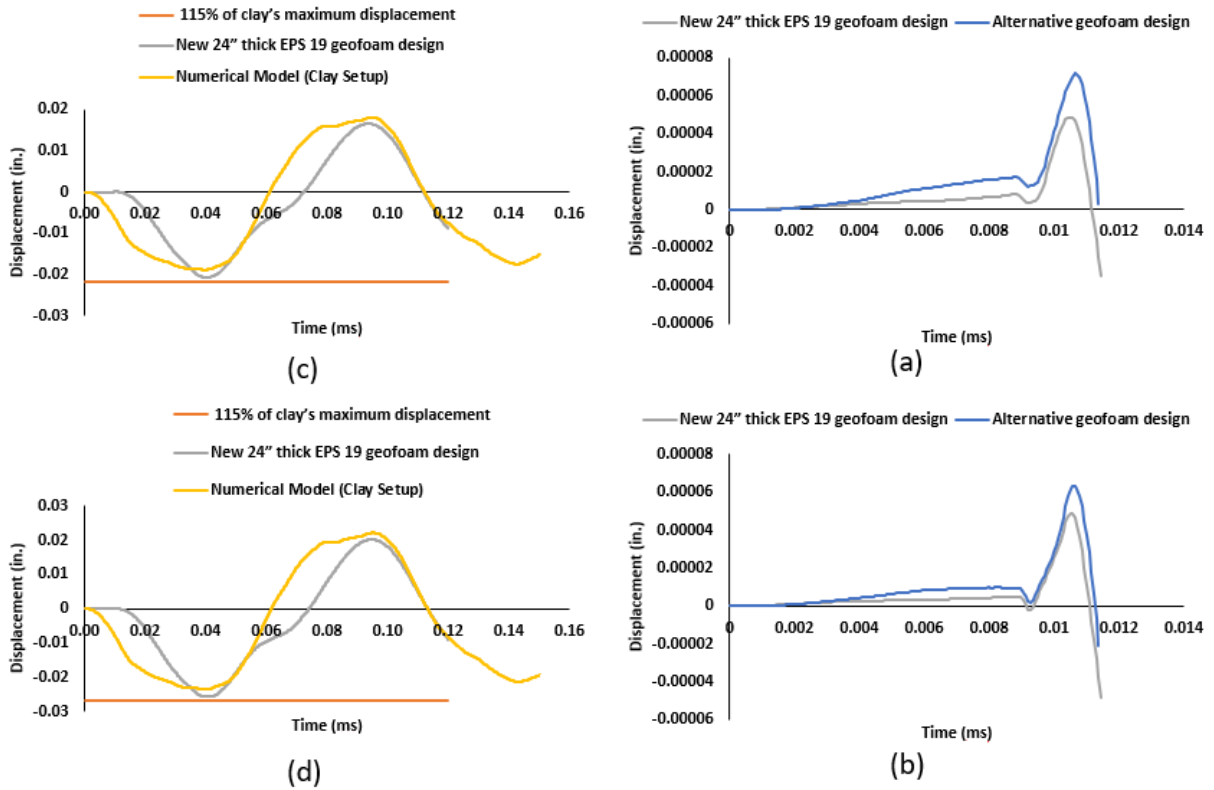 115% of clay's maximum displacement
New 24" thick EPS 19 geofoam design
Numerical Model (Clay Setup)
Displacement (in.)
0.02
0.01
0
-0.01
-0.02
-0.03
0.00 0.02 0.04 0.06 0.08 0.10 0.12 0.14 0.16
Time (ms)
(c)
New 24" thick EPS 19 geofoam design Alternative geofoam design
Displacement (in.)
0.00008
0.00006
0.00004
0.00002
0
-0.00002
-0.00004
-0.00006
0 0.002 0.004 0.006 0.008 0.01 0.012 0.014
Time (ms)
(a)
115% of clay's maximum displacement
New 24" thick EPS 19 geofoam design
Numerical Model (Clay Setup)
Displacement (in.)
0.03
0.02
0.01
0
-0.01
-0.02
-0.03
0.00 0.02 0.04 0.06 0.08 0.10 0.12 0.14 0.16
Time (ms)
(d)
New 24" thick EPS 19 geofoam design Alternative geofoam design
Displacement (in.)
0.00008
0.00006
0.00004
0.00002
0
-0.00002
-0.00004
-0.00006
0 0.002 0.004 0.006 0.008 0.01 0.012 0.014
Time (ms)
(b)